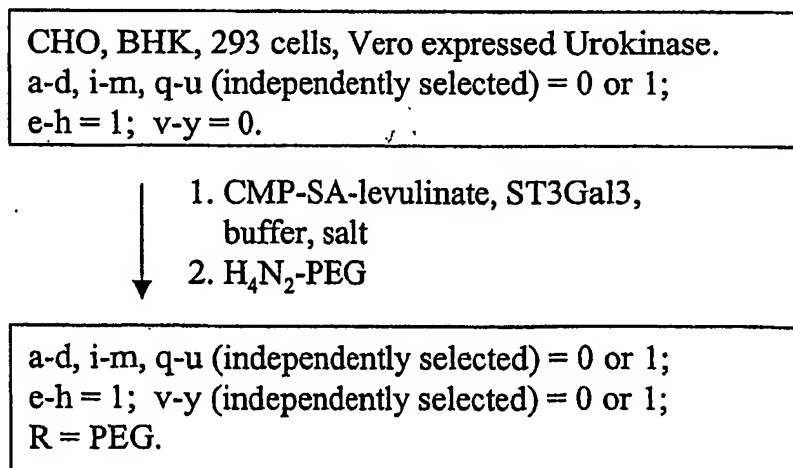 CHO, BHK, 293 cells, Vero expressed Urokinase.
a-d, i-m, q-u (independently selected) = 0 or 1;
e-h = 1; v-y = 0.
1. CMP-SA-levulinate, ST3Gal3,
buffer, salt
2. H₄N₂-PEG
a-d, i-m, q-u (independently selected) = 0 or 1;
e-h = 1; v-y (independently selected) = 0 or 1;
R = PEG.